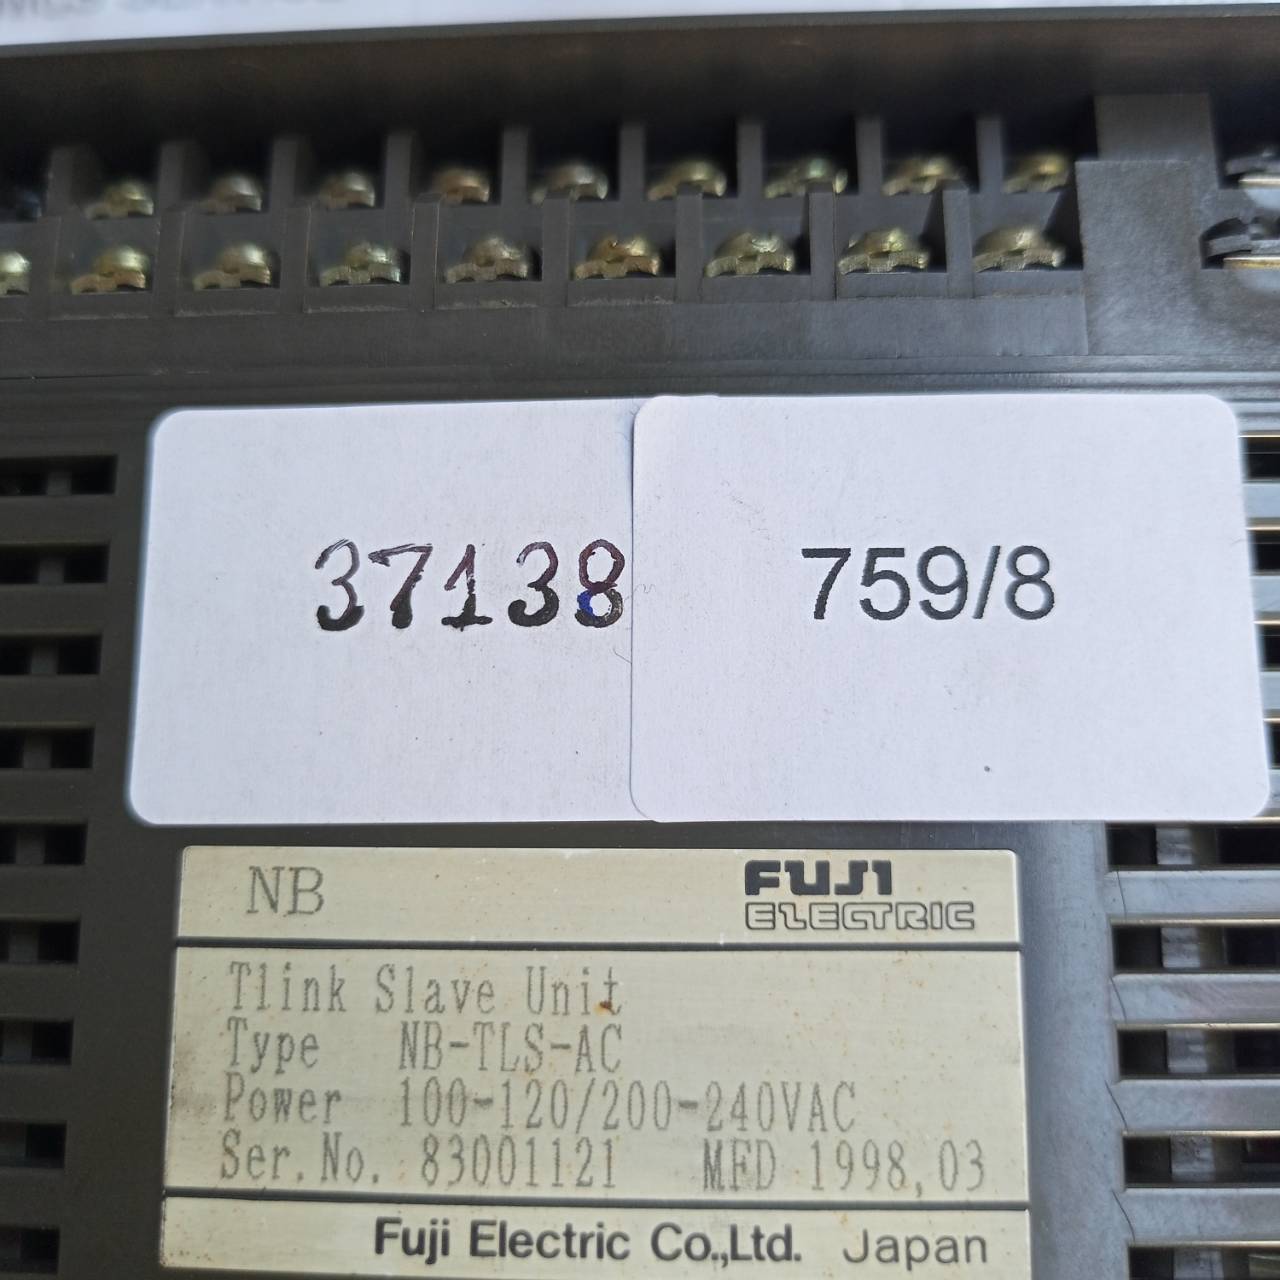 37138
759/8
NB
FUJI
ELECTRIC
Tlink Slave Unit
Type NB-TLS-AC
Power 100-120/200-240VAC
Ser.No. 83001121 MFD 1998,03
Fuji Electric Co.,Ltd. Japan